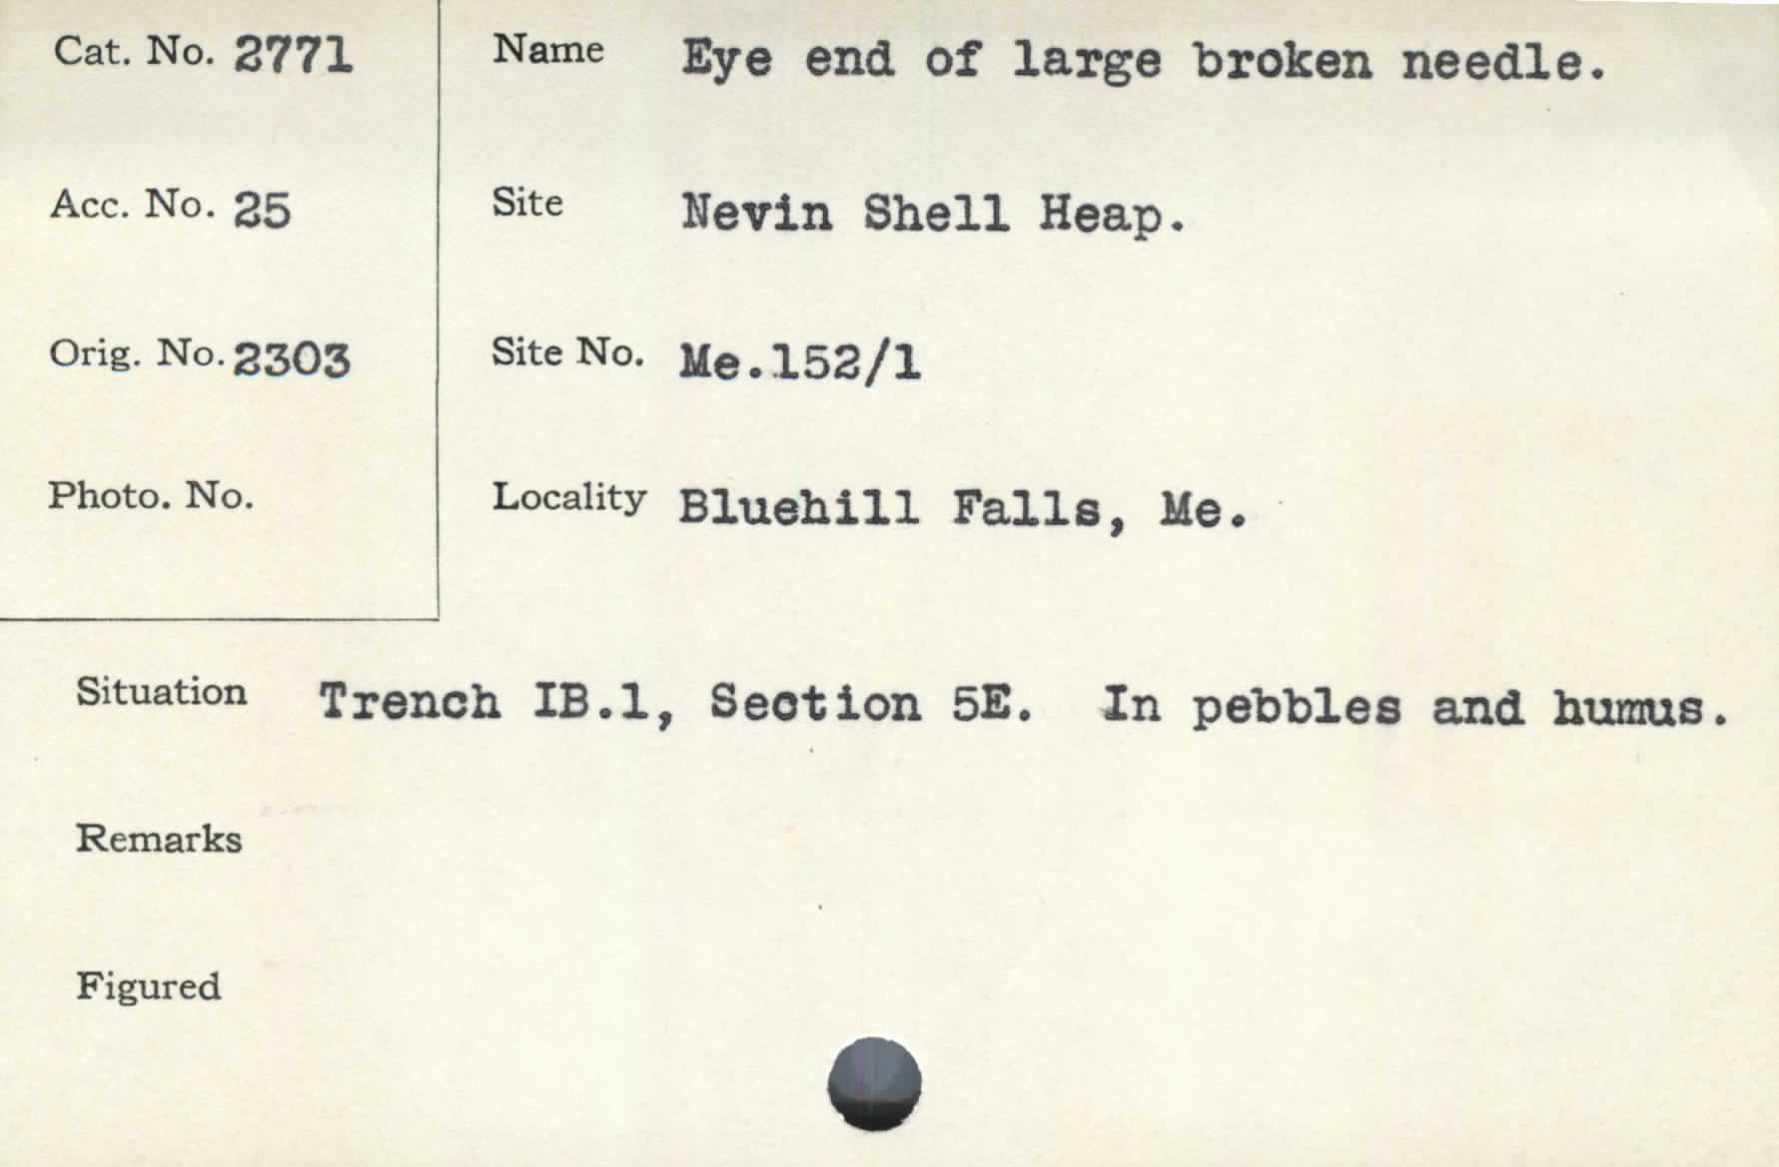 Cat. No. 2771
Name Eye end of large broken needle.
Acc. No. 25
Site Nevin Shell Heap.
Orig. No. 2303
Site No. Me.152/1
Photo. No.
Locality Bluehill Falls, Me.
Situation Trench IB.1, Section 5E. In pebbles and humus.
Remarks
Figured